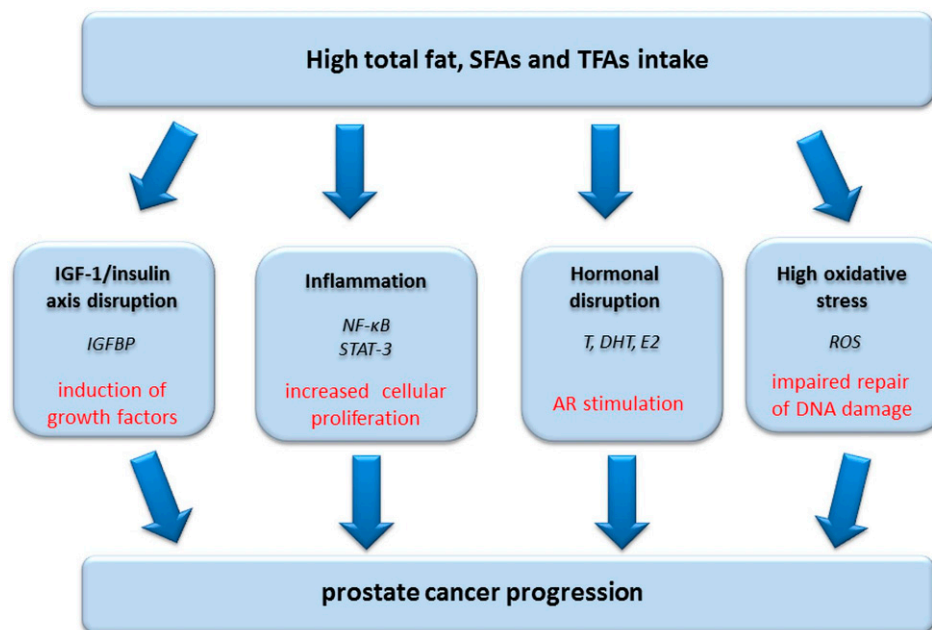 High total fat, SFAs and TFAs intake
IGF-1/insulin
axis disruption
IGFBP
induction of
growth factors
Inflammation
NF-κB
STAT-3
increased cellular
proliferation
Hormonal
disruption
T, DHT, E2
AR stimulation
High oxidative
stress
ROS
impaired repair
of DNA damage
prostate cancer progression